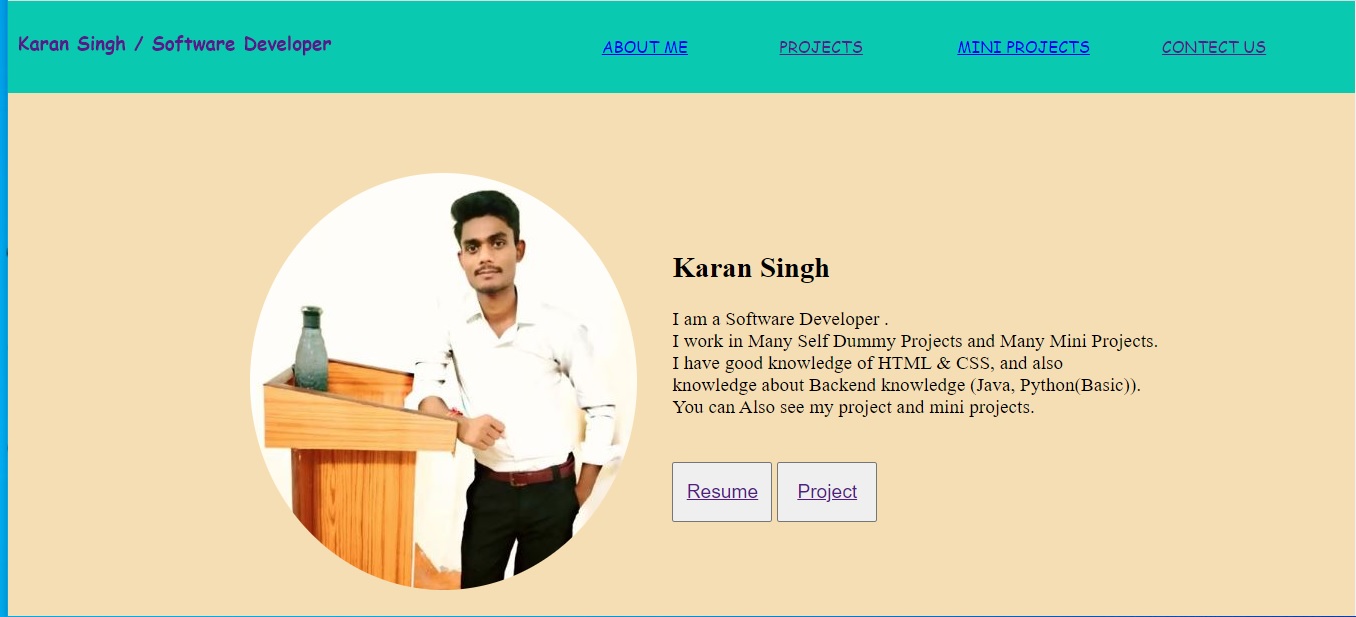 Karan Singh / Software Developer
ABOUT ME
PROJECTS
MINI PROJECTS
CONTECT US
Karan Singh
I am a Software Developer .
I work in Many Self Dummy Projects and Many Mini Projects.
I have good knowledge of HTML & CSS, and also
knowledge about Backend knowledge (Java, Python(Basic)).
You can Also see my project and mini projects.
Resume
Project